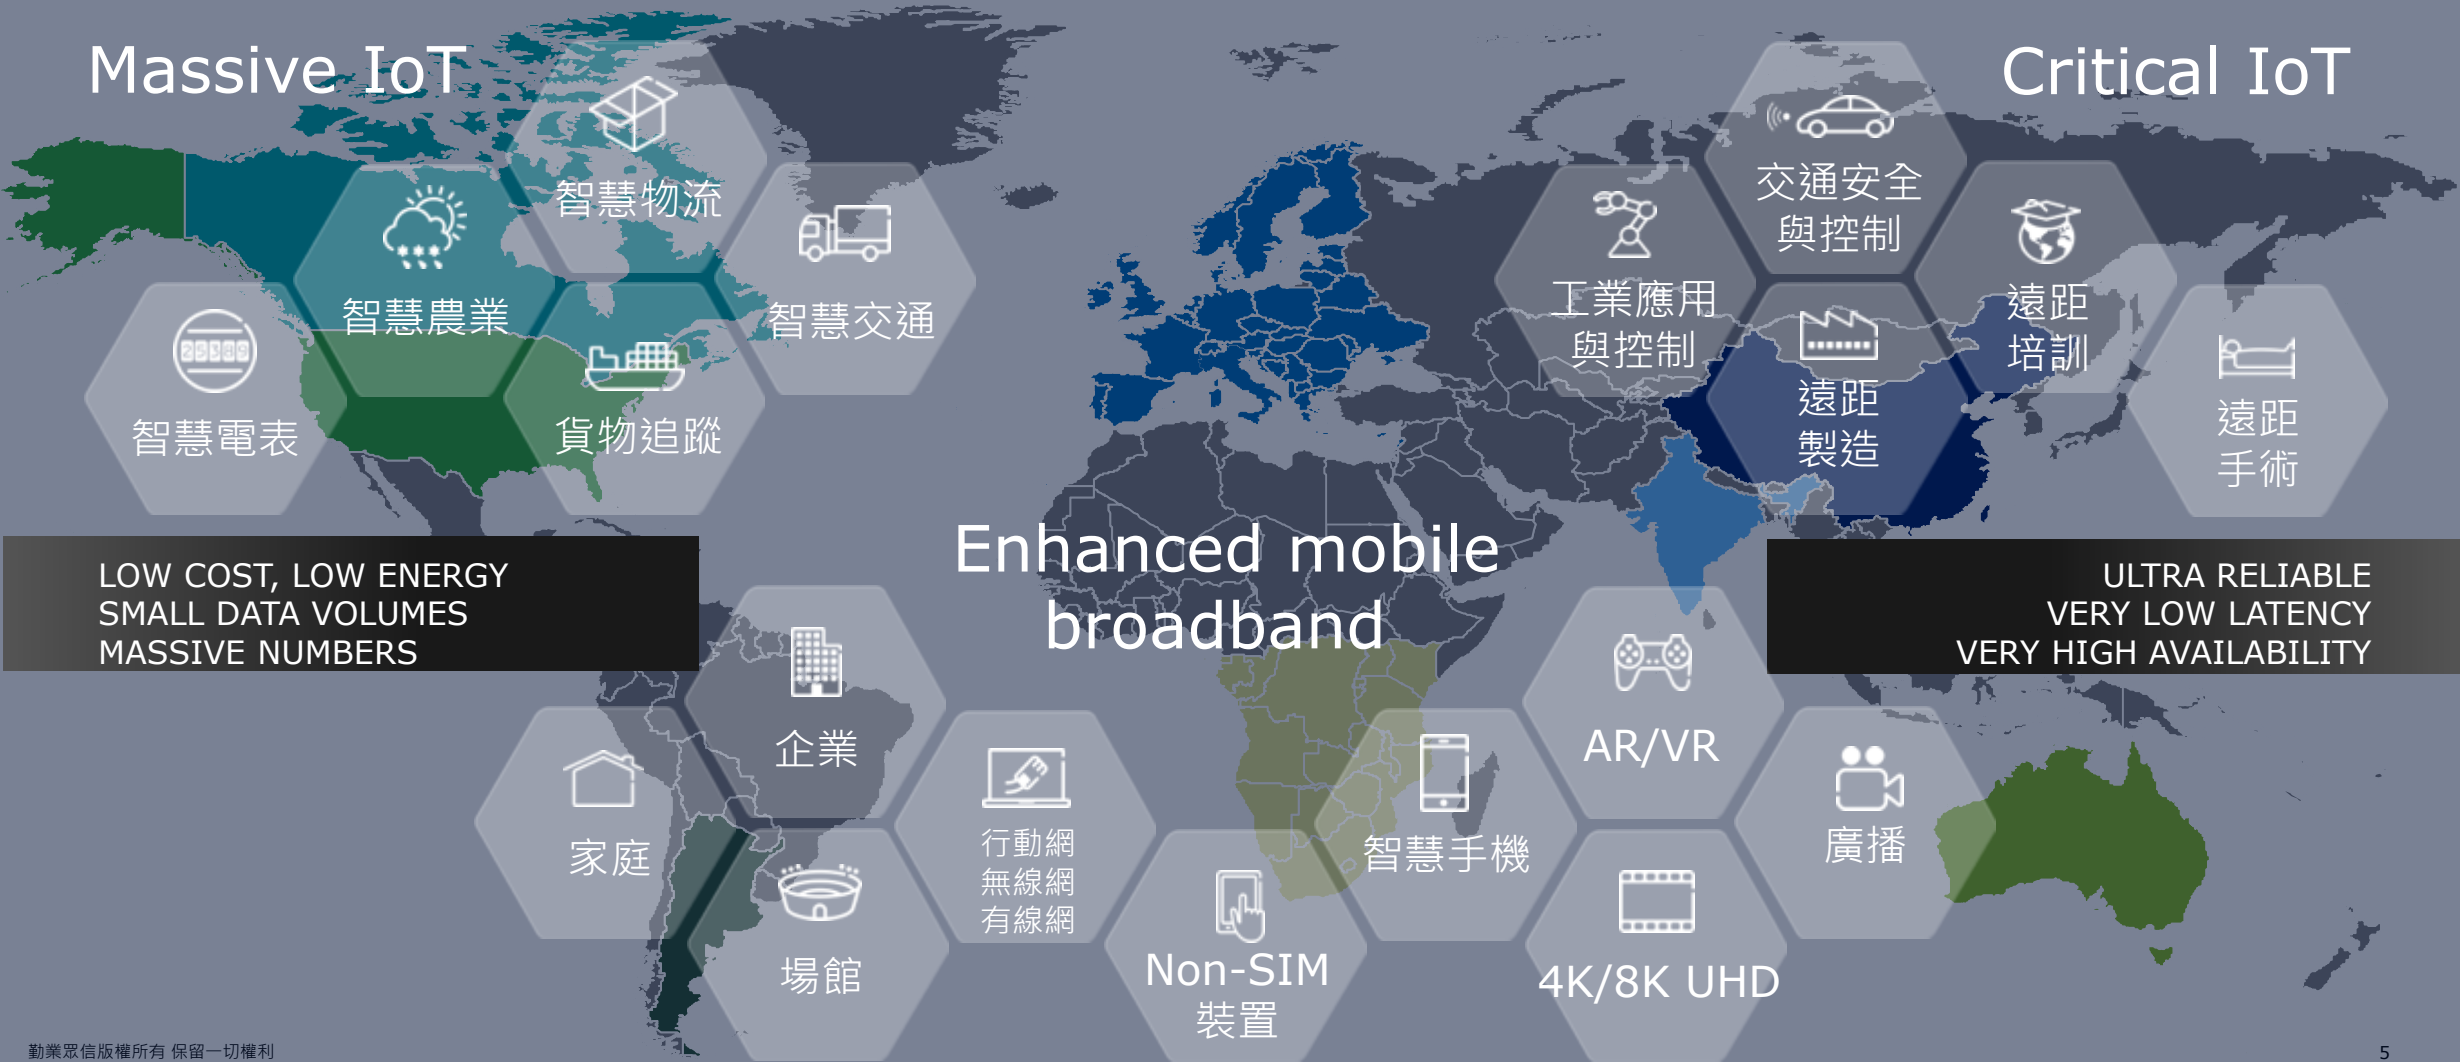 Massive IoT
智慧物流
智慧農業
智慧交通
25389
智慧電表
貨物追蹤
LOW COST, LOW ENERGY
SMALL DATA VOLUMES
MASSIVE NUMBERS
Critical IoT
交通安全
與控制
工業應用
與控制
遠距
培訓
遠距
製造
遠距
手術
ULTRA RELIABLE
VERY LOW LATENCY
VERY HIGH AVAILABILITY
Enhanced mobile
broadband
企業
家庭
場館
行動網
無線網
有線網
Non-SIM
裝置
智慧手機
AR/VR
4K/8K UHD
廣播
勤業眾信版權所有 保留一切權利
5